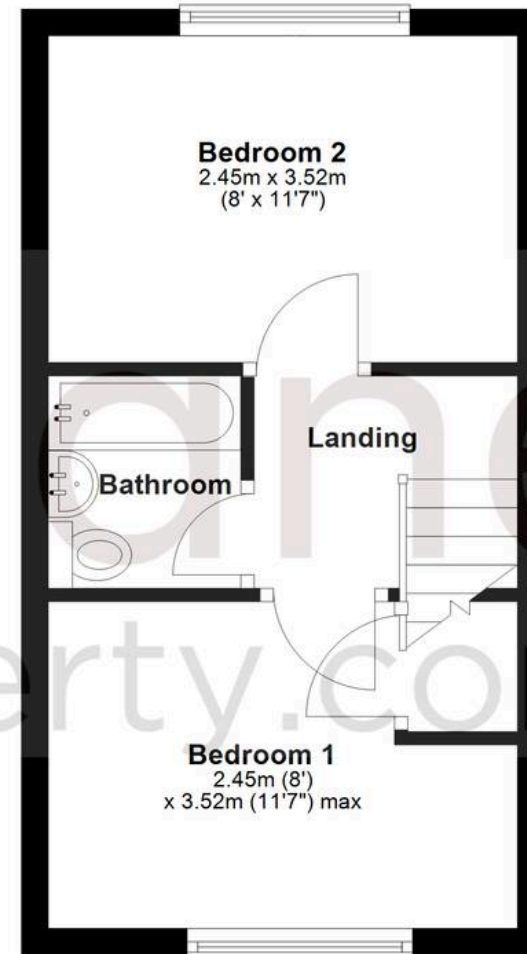 Bedroom 2
2.45m x 3.52m
(8' x 11'7")
Landing
Bathroom
Bedroom 1
2.45m (8')
x 3.52m (11'7") max